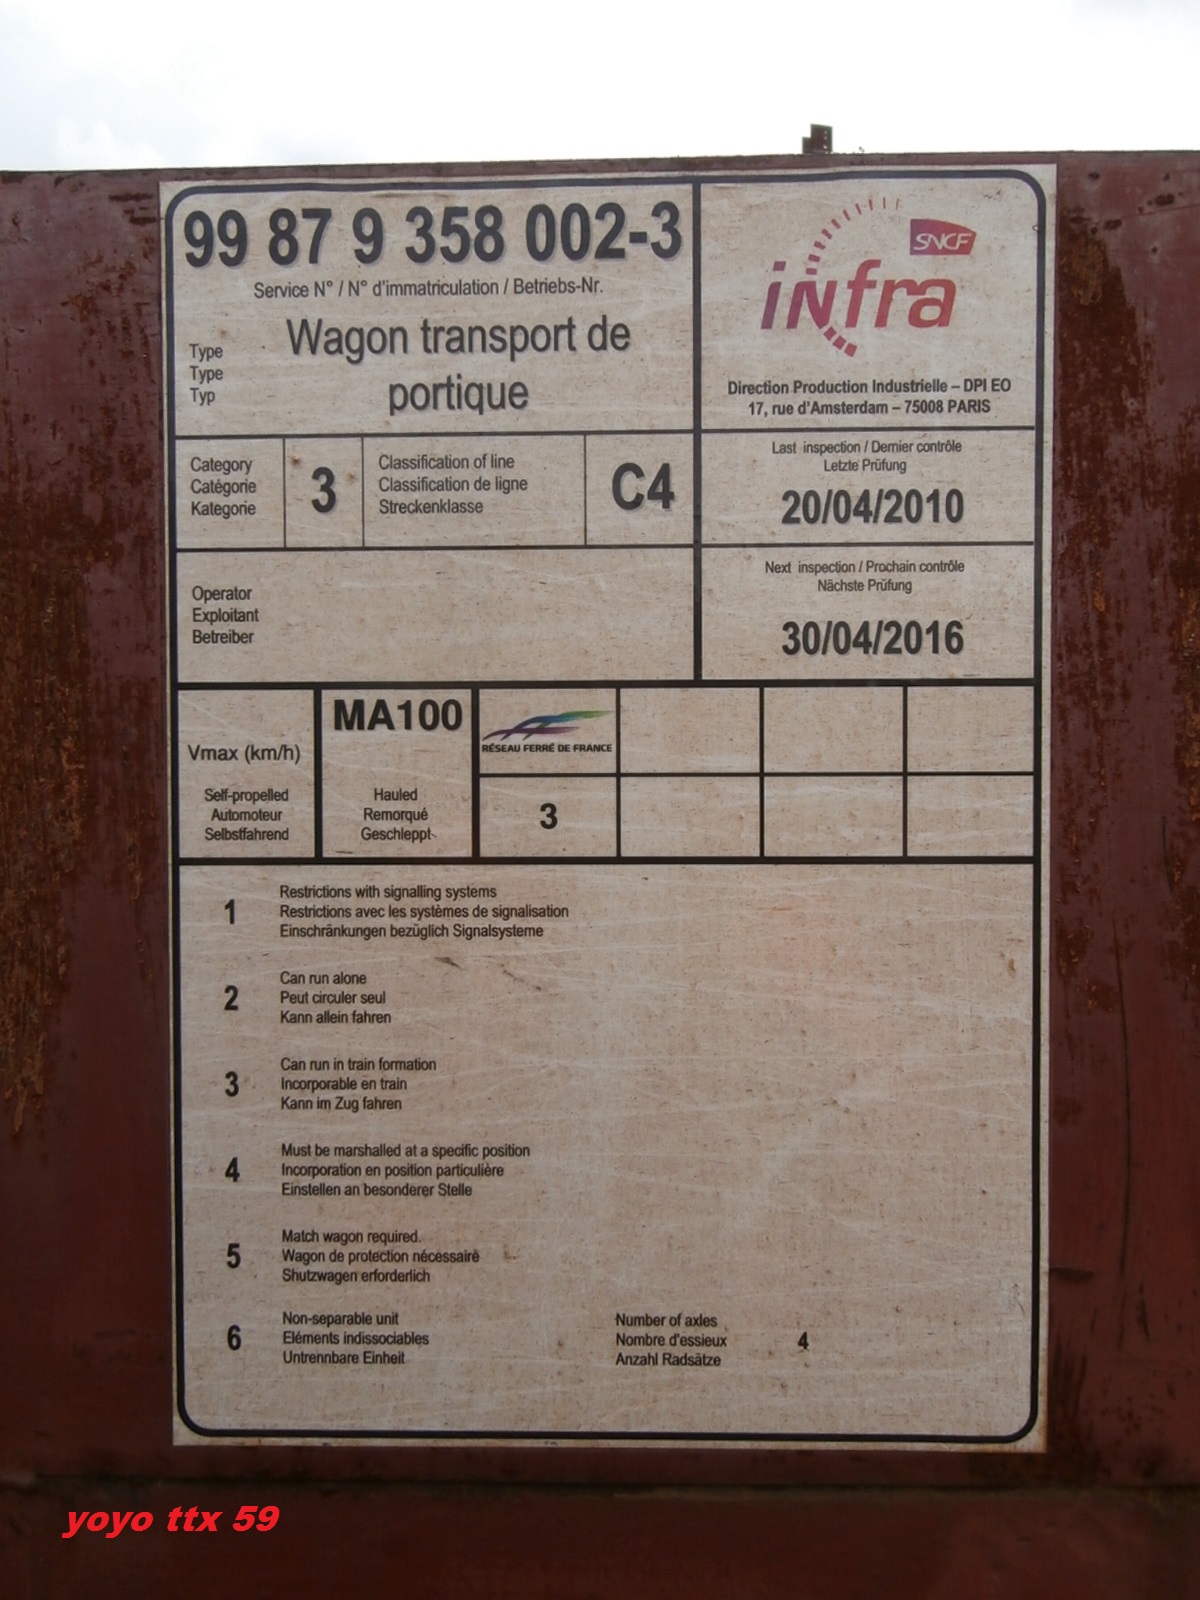 99 87 9 358 002-3
Service N° / N° d'immatriculation / Betriebs-Nr.
Type
Type
Typ
Wagon transport de
portique
SNCF
infra
Direction Production Industrielle – DPI EO
17, rue d'Amsterdam – 75008 PARIS
Category
Catégorie
Kategorie
3
Classification of line
Classification de ligne
Streckenklasse
C4
Last inspection / Dernier contrôle
Letzte Prüfung
20/04/2010
Operator
Exploitant
Betreiber
Next inspection / Prochain contrôle
Nächste Prüfung
30/04/2016
Vmax (km/h)
Self-propelled
Automoteur
Selbstfahrend
MA100
Hauled
Remorqué
Geschleppt
RÉSEAU FERRÉ DE FRANCE
3
1
Restrictions with signalling systems
Restrictions avec les systèmes de signalisation
Einschränkungen bezüglich Signalsysteme
2
Can run alone
Peut circuler seul
Kann allein fahren
3
Can run in train formation
Incorporable en train
Kann im Zug fahren
4
Must be marshalled at a specific position
Incorporation en position particulière
Einstellen an besonderer Stelle
5
Match wagon required.
Wagon de protection nécessaire
Shutzwagen erforderlich
6
Non-separable unit
Eléments indissociables
Untrennbare Einheit
Number of axles
Nombre d'essieux
Anzahl Radsätze
4
yoyo ttx 59